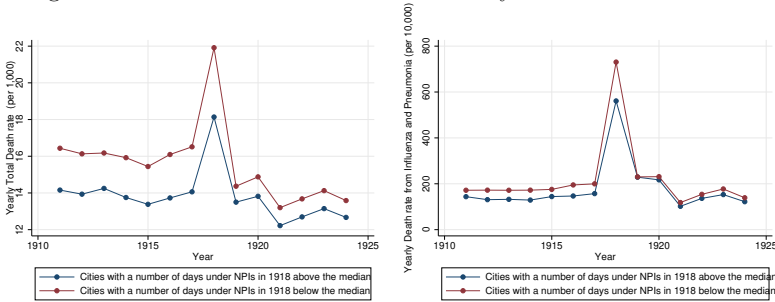 Yearly Total Death rate (per 1,000)
22
20
18
16
14
12
1910
1915
1920
1925
Year
Cities with a number of days under NPIs in 1918 above the median
Cities with a number of days under NPIs in 1918 below the median
Yearly Death rate from Influenza and Pneumonia (per 10,000)
800
600
400
200
0
1910
1915
1920
1925
Year
Cities with a number of days under NPIs in 1918 above the median
Cities with a number of days under NPIs in 1918 below the median